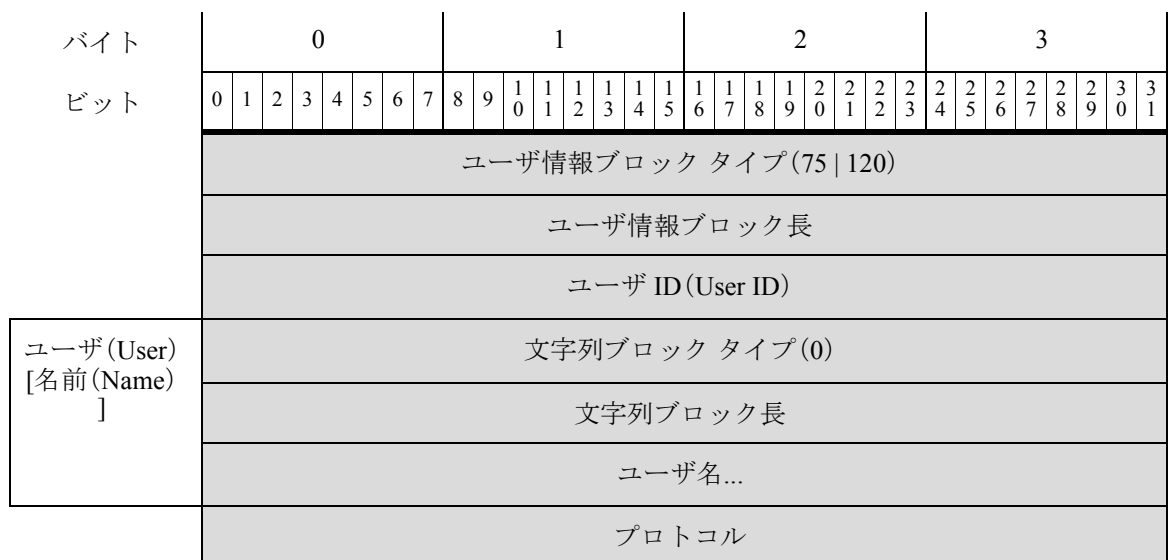 バイト 0 1 2 3
ビット 0 1 2 3 4 5 6 7 8 9 10 11 12 13 14 15 16 17 18 19 20 21 22 23 24 25 26 27 28 29 30 31
ユーザ情報ブロック タイプ(75 | 120)
ユーザ情報ブロック長
ユーザ ID(User ID)
ユーザ(User)
[名前(Name)
]
文字列ブロック タイプ(0)
文字列ブロック長
ユーザ名...
プロトコル